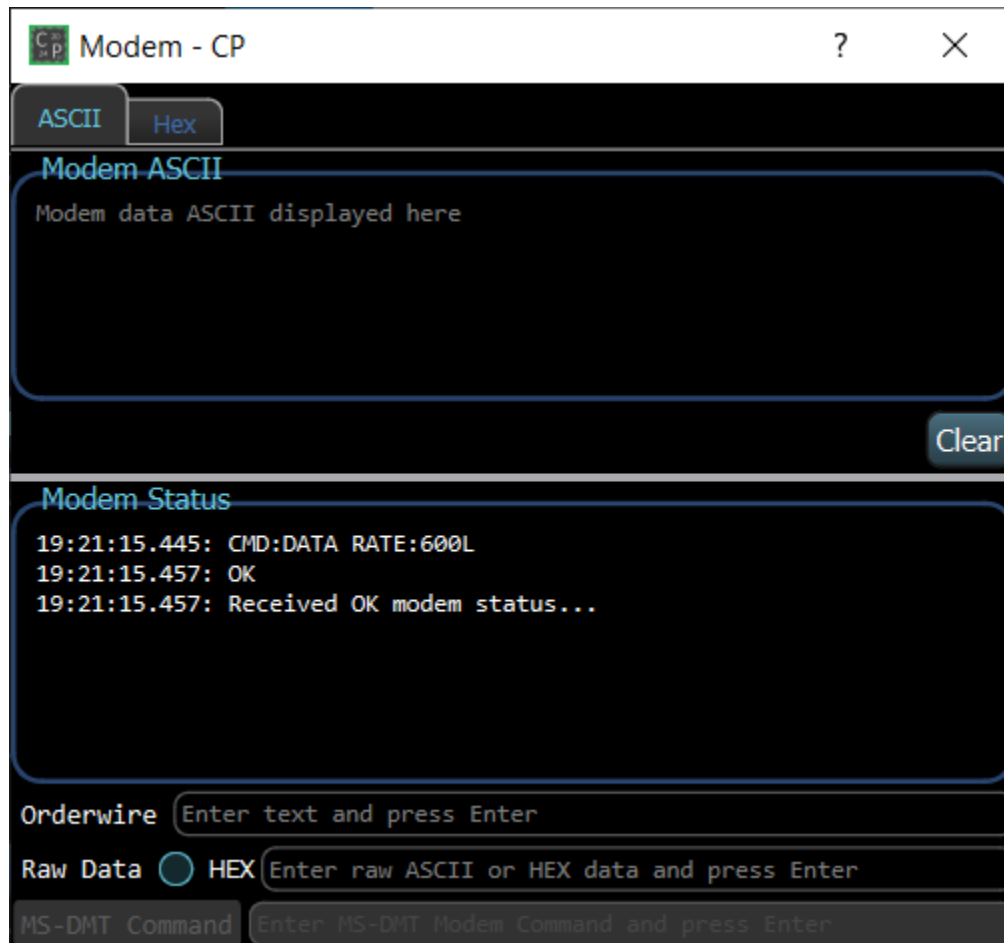 Modem - CP
ASCII
Hex
Modem ASCII
Modem data ASCII displayed here
Clear
Modem Status
19:21:15.445: CMD:DATA RATE:600L
19:21:15.457: OK
19:21:15.457: Received OK modem status...
Orderwire Enter text and press Enter
Raw Data HEX Enter raw ASCII or HEX data and press Enter
MS-DMT Command Enter MS-DMT Modem Command and press Enter